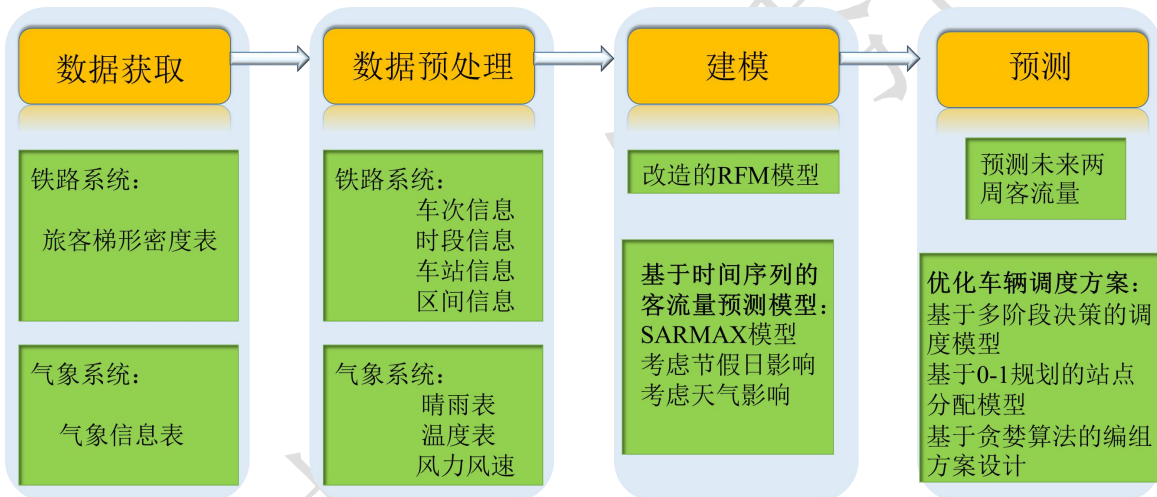 数据获取
铁路系统：
旅客梯形密度表
气象系统：
气象信息表
数据预处理
铁路系统：
车次信息
时段信息
车站信息
区间信息
气象系统：
晴雨表
温度表
风力风速
建模
改造的RFM模型
基于时间序列的
客流量预测模型：
SARMAX模型
考虑节假日影响
考虑天气影响
预测
预测未来两
周客流量
优化车辆调度方案：
基于多阶段决策的调
度模型
基于0-1规划的站点
分配模型
基于贪婪算法的编组
方案设计